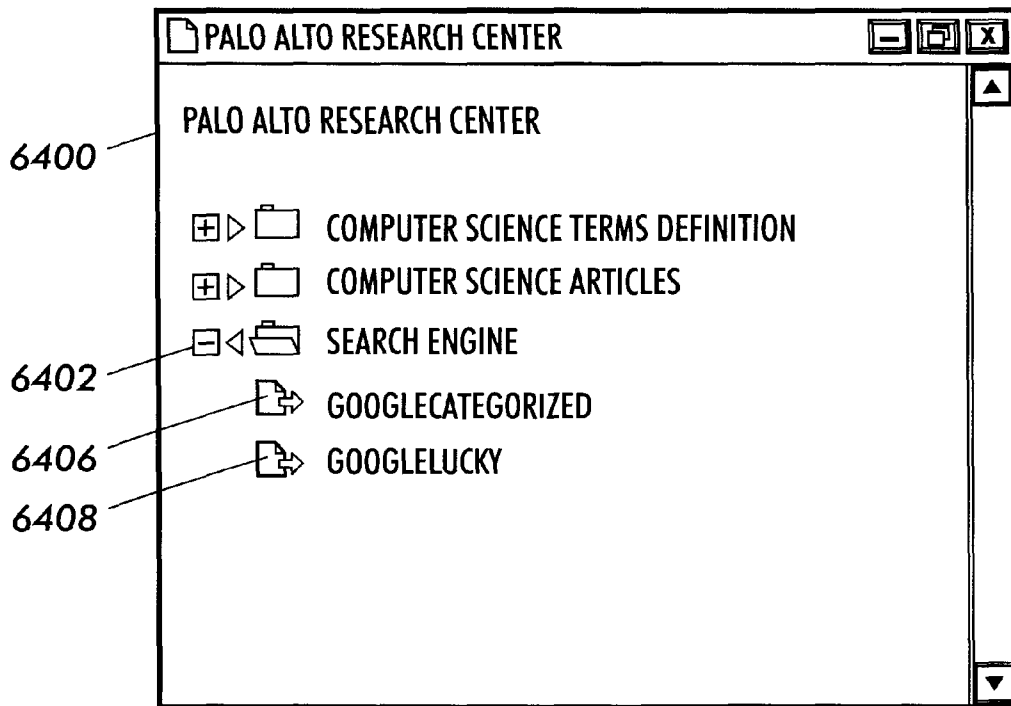 PALO ALTO RESEARCH CENTER
X
PALO ALTO RESEARCH CENTER
6400
COMPUTER SCIENCE TERMS DEFINITION
COMPUTER SCIENCE ARTICLES
SEARCH ENGINE
6402
GOOGLECATEGORIZED
6406
GOOGLELUCKY
6408